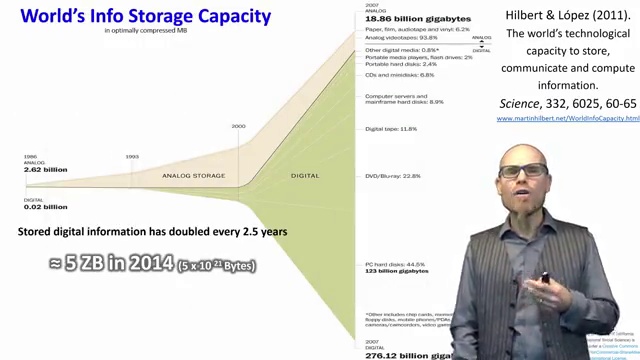 World's Info Storage Capacity
in optimally compressed MB
2007
ANALOG
18.86 billion gigabytes
Paper, film, audiotape and vinyl: 6.2%
Analog videotapes: 93.8%
ANALOG
DIGITAL
Other digital media: 0.8%*
Portable media players, flash drives: 2%
Portable hard disks: 2.4%
CDs and minidisks: 6.8%
Computer servers and
mainframe hard disks: 8.9%
Digital tape: 11.8%
DVD/Blu-ray: 22.8%
PC hard disks: 44.5%
123 billion gigabytes
*Other includes chip cards, memor
floppy disks, mobile phones/PDAs
cameras/camcorders, video games
2007
DIGITAL
276.12 billion gigab
1986
ANALOG
2.62 billion
1993
2000
ANALOG STORAGE
DIGITAL
DIGITAL
0.02 billion
Stored digital information has doubled every 2.5 years
≈ 5 ZB in 2014 (5 x 10 21 Bytes)
Hilbert & López (2011).
The world's technological
capacity to store,
communicate and compute
information.
Science, 332, 6025, 60-65
www.martinhilbert.net/WorldInfoCapacity.html